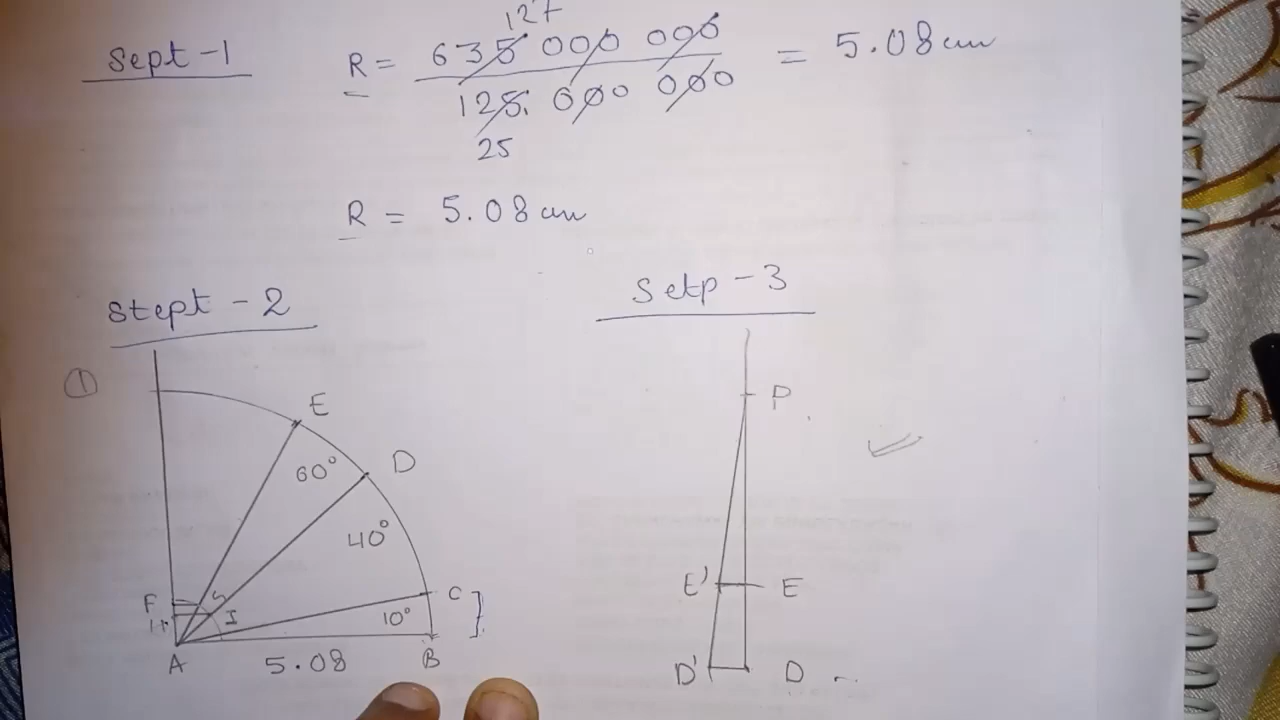 127
Sept -1 R = 635 000 000 / 125 000 000 = 5.08 cm
25
R = 5.08 cm
Stept - 2
Setp - 3
1
E
P
60°
D
40°
E' E
F G C
H I 10°
A 5.08 B
D' D